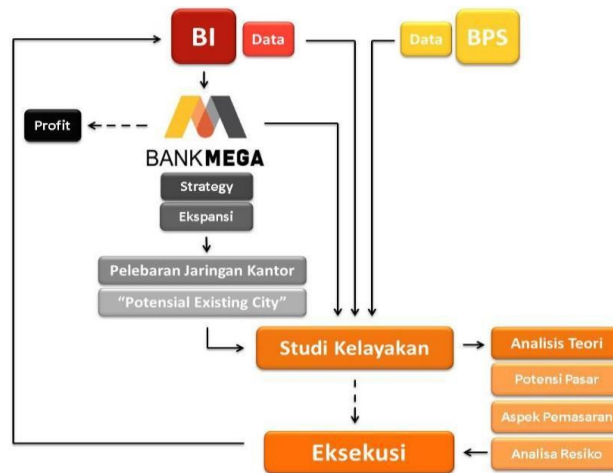 BI
Data
Data
BPS
Profit
BANKMEGA
Strategy
Ekspansi
Pelebaran Jaringan Kantor
“Potensial Existing City”
Studi Kelayakan
Analisis Teori
Potensi Pasar
Aspek Pemasaran
Eksekusi
Analisa Resiko